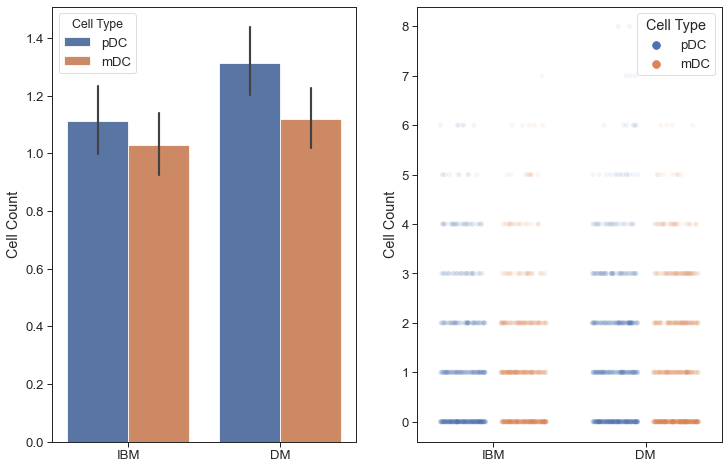 Cell Type
pDC
mDC
1.4
1.2
1.0
0.8
0.6
0.4
0.2
0.0
Cell Count
IBM
DM
Cell Type
pDC
mDC
8
7
6
5
4
3
2
1
0
Cell Count
IBM
DM